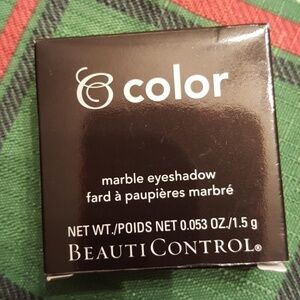 color
marble eyeshadow
fard à paupières marbré
NET WT./POIDS NET 0.053 OZ./1.5 g
BEAUTICONTROL®